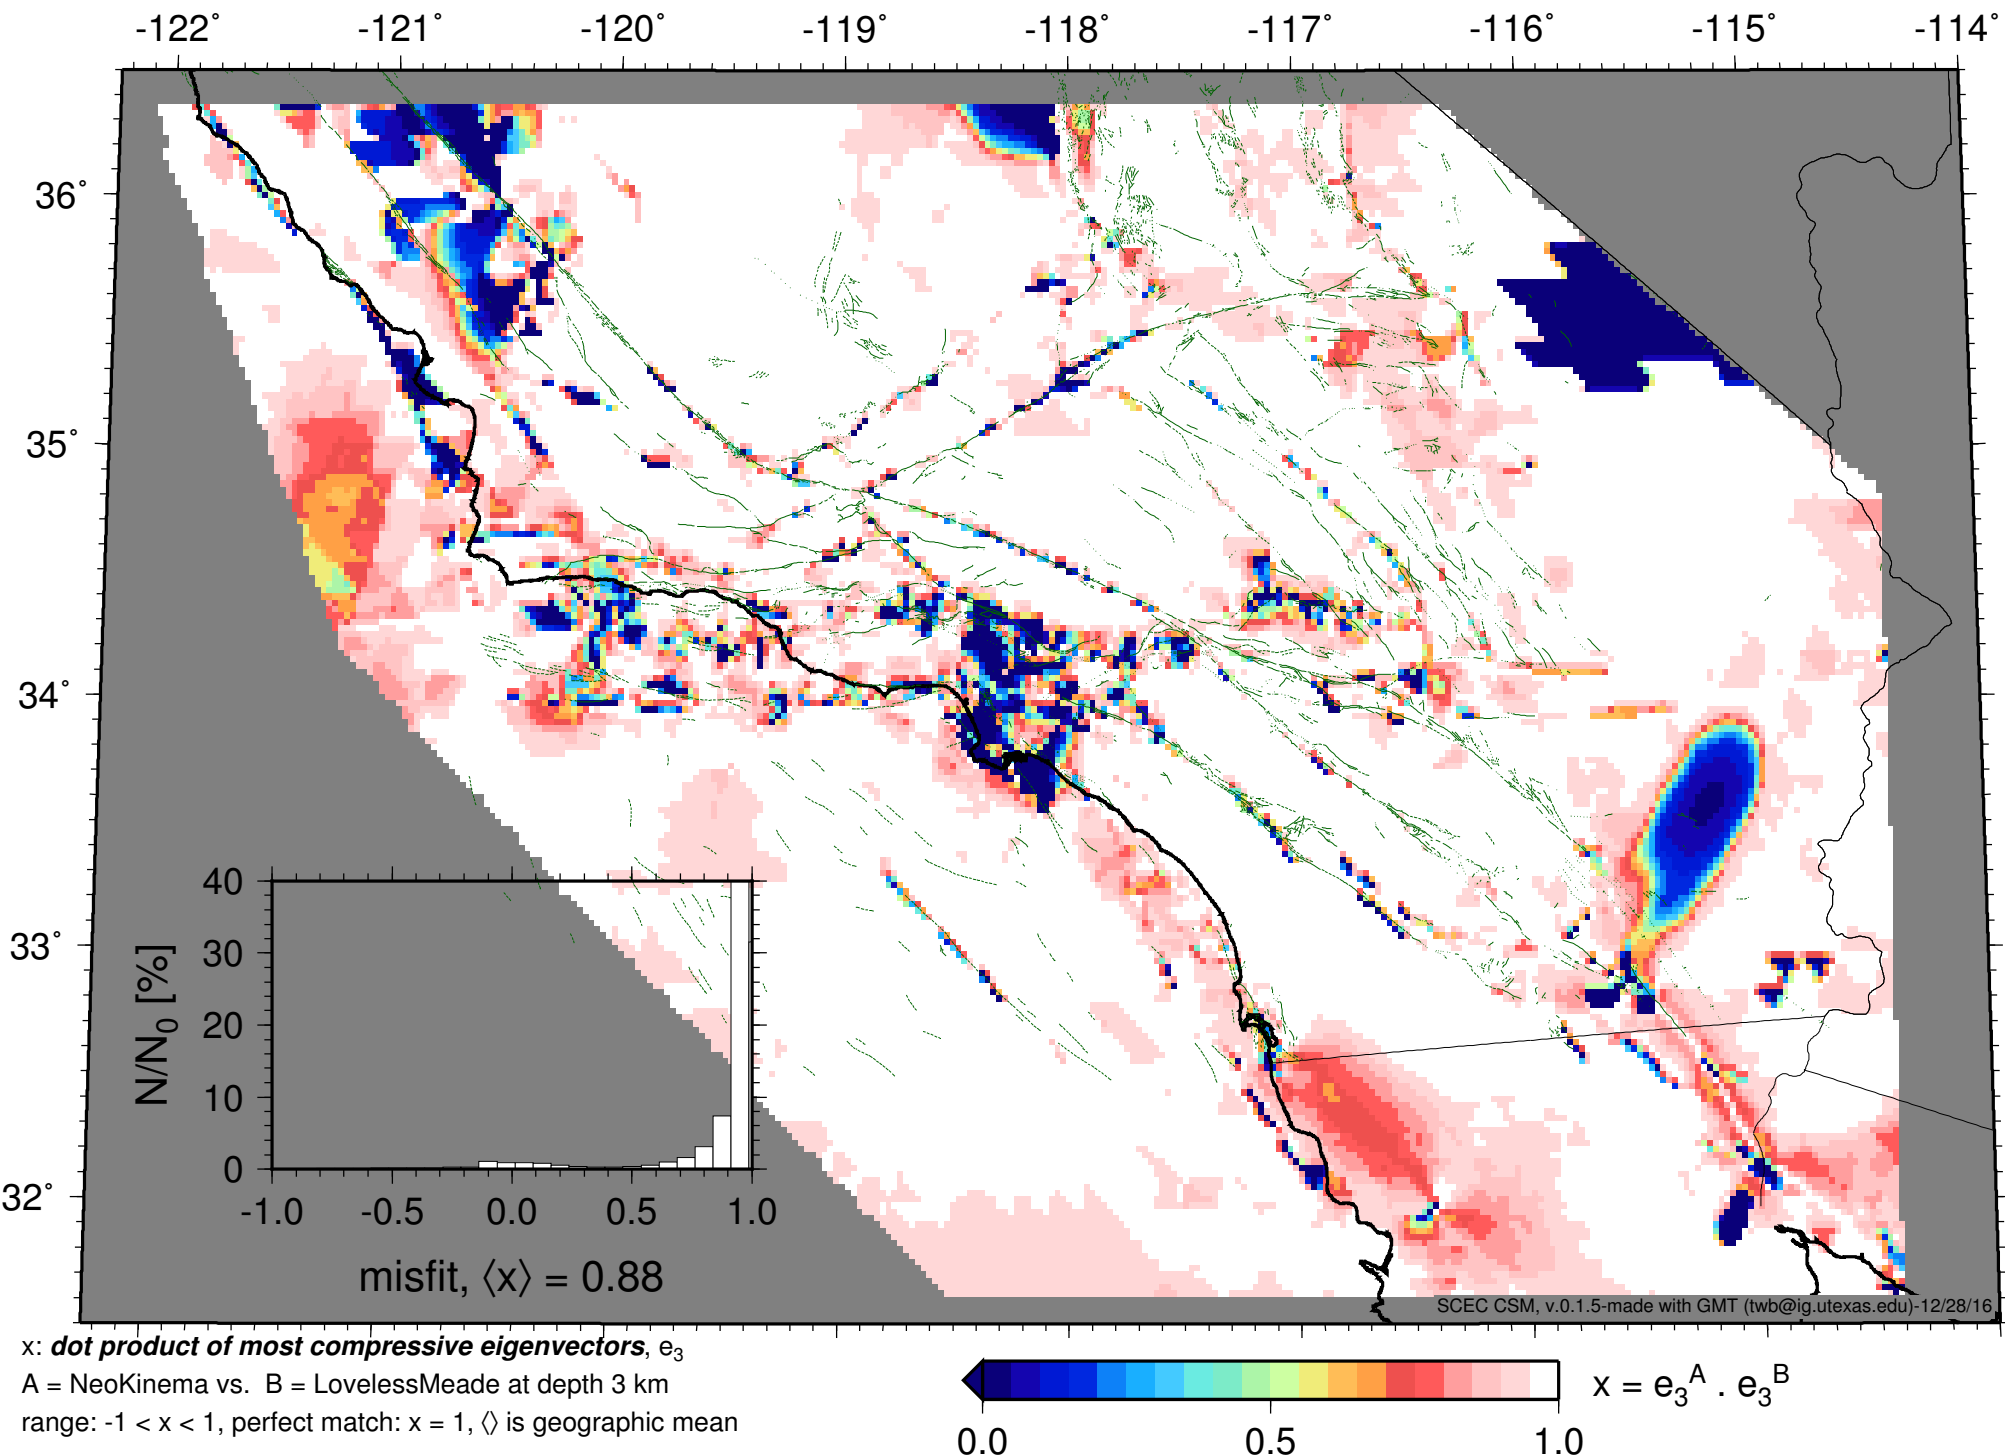 -122˚ -121˚ -120˚ -119˚ -118˚ -117˚ -116˚ -115˚ -114˚
36˚
35˚
34˚
33˚
32˚
40
30
20
10
0
N/N0 [%]
-1.0 -0.5 0.0 0.5 1.0
misfit, ⟨x⟩ = 0.88
SCEC CSM, v.0.1.5-made with GMT (twb@ig.utexas.edu)-12/28/16
x: dot product of most compressive eigenvectors, e3
A = NeoKinema vs. B = LovelessMeade at depth 3 km
range: -1 < x < 1, perfect match: x = 1, ⟨⟩ is geographic mean
x = e3^A . e3^B
0.0 0.5 1.0